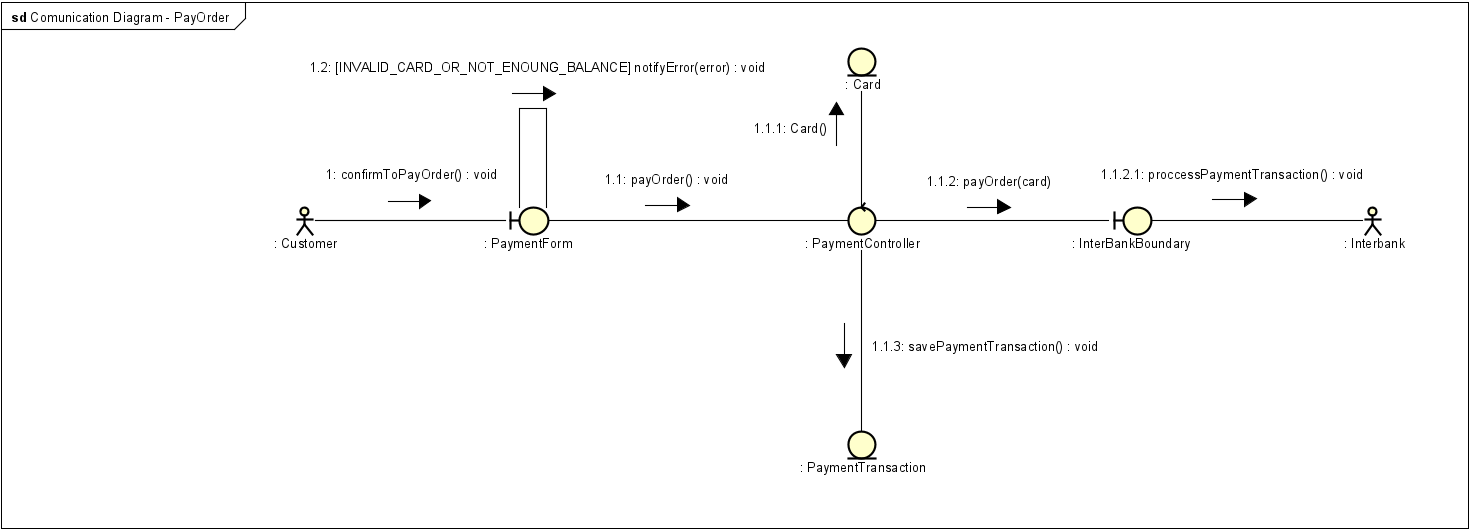 sd Comunication Diagram - PayOrder
1.2: [INVALID_CARD_OR_NOT_ENOUNG_BALANCE] notifyError(error) : void
: Card
1.1.1: Card()
1: confirmToPayOrder() : void
1.1: payOrder() : void
1.1.2: payOrder(card)
1.1.2.1: proccessPaymentTransaction() : void
: Customer
: PaymentForm
: PaymentController
: InterBankBoundary
: Interbank
1.1.3: savePaymentTransaction() : void
: PaymentTransaction